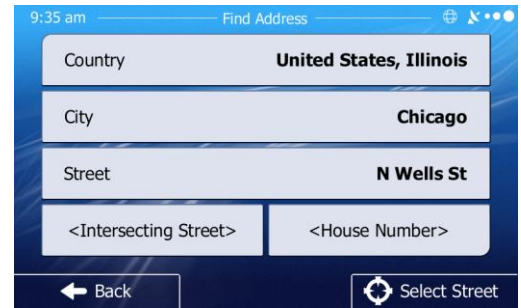 9:35 am Find Address
Country United States, Illinois
City Chicago
Street N Wells St
<Intersecting Street> <House Number>
Back Select Street